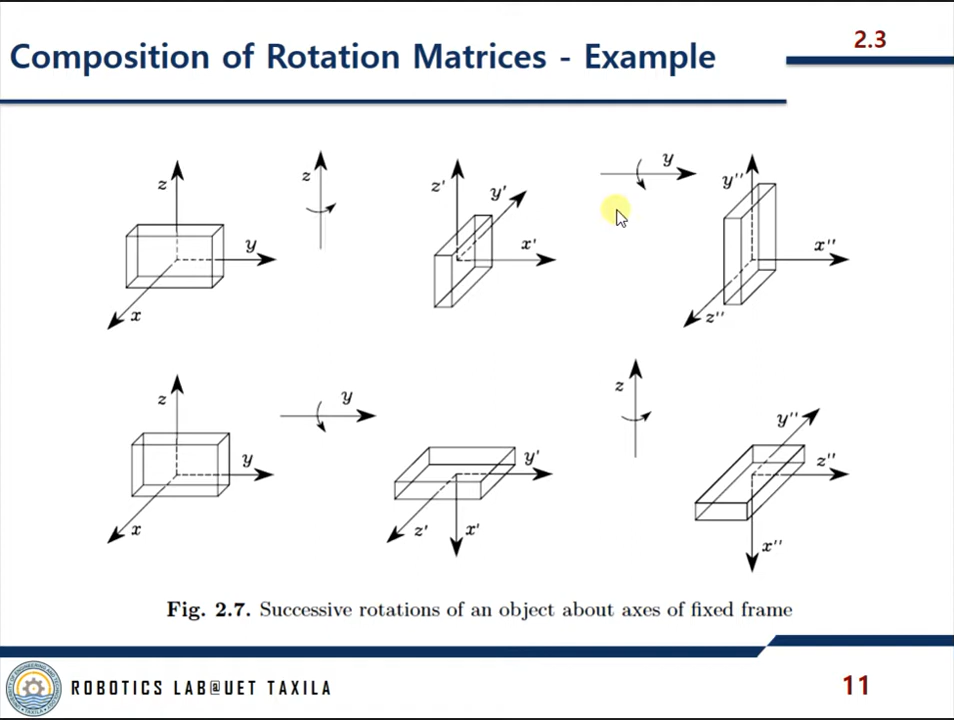 Composition of Rotation Matrices - Example
2.3
z
y
x
z
z'
y'
x'
y
y''
x''
z''
z
y
x
y
y'
z'
x'
z
y''
z''
x''
Fig. 2.7. Successive rotations of an object about axes of fixed frame
ROBOTICS LAB@UET TAXILA
11